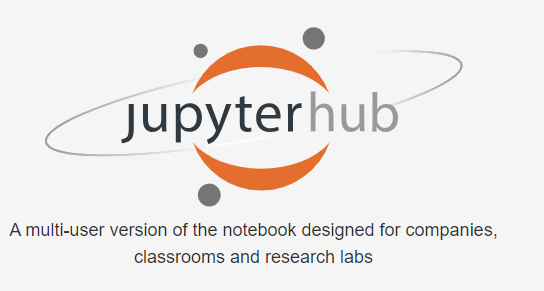 jupyterhub
A multi-user version of the notebook designed for companies,
classrooms and research labs